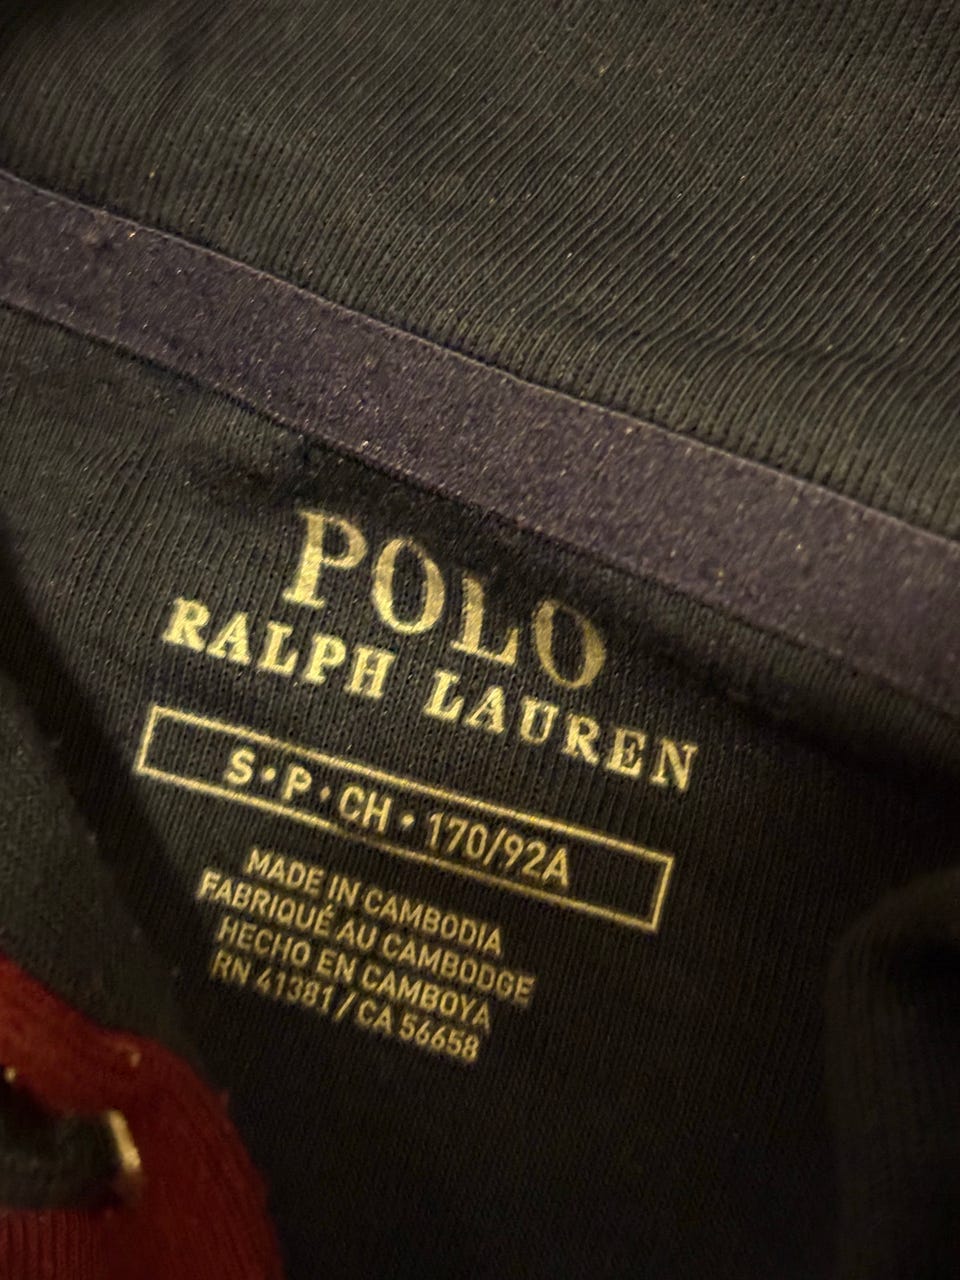 POLO
RALPH LAUREN
S•P•CH•170/92A
MADE IN CAMBODIA
FABRIQUÉ AU CAMBODGE
HECHO EN CAMBOYA
RN 41381 / CA 56658